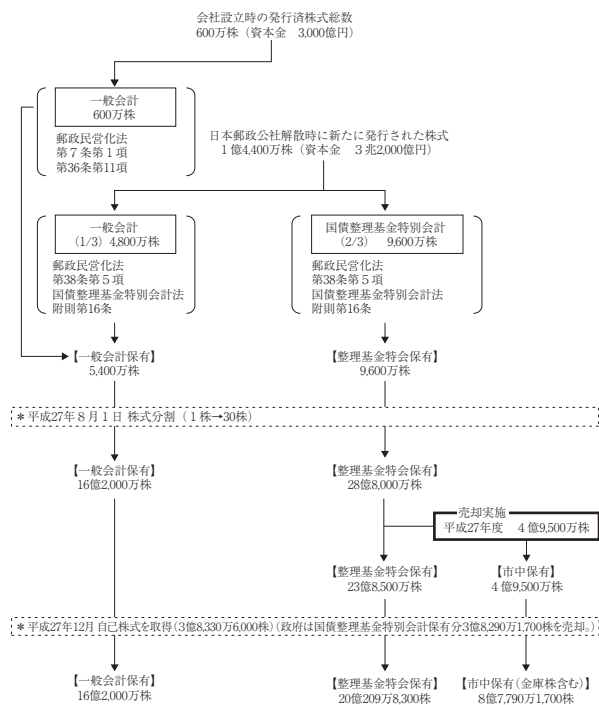 会社設立時の発行済株式総数
600万株（資本金　3,000億円）
一般会計
600万株
郵政民営化法
第７条第１項
第36条第11項
日本郵政公社解散時に新たに発行された株式
１億4,400万株（資本金　３兆2,000億円）
一般会計
(1/3) 4,800万株
郵政民営化法
第38条第５項
国債整理基金特別会計法
附則第16条
国債整理基金特別会計
(2/3)　9,600万株
郵政民営化法
第38条第５項
国債整理基金特別会計法
附則第16条
【一般会計保有】
5,400万株
【整理基金特会保有】
9,600万株
＊平成27年８月１日 株式分割（１株→30株）
【一般会計保有】
16億2,000万株
【整理基金特会保有】
28億8,000万株
売却実施
平成27年度　４億9,500万株
【整理基金特会保有】
23億8,500万株
【市中保有】
４億9,500万株
＊平成27年12月 自己株式を取得（3億8,330万6,000株）（政府は国債整理基金特別会計保有分3億8,290万1,700株を売却。）
【一般会計保有】
16億2,000万株
【整理基金特会保有】
20億209万8,300株
【市中保有（金庫株含む）】
８億7,790万1,700株